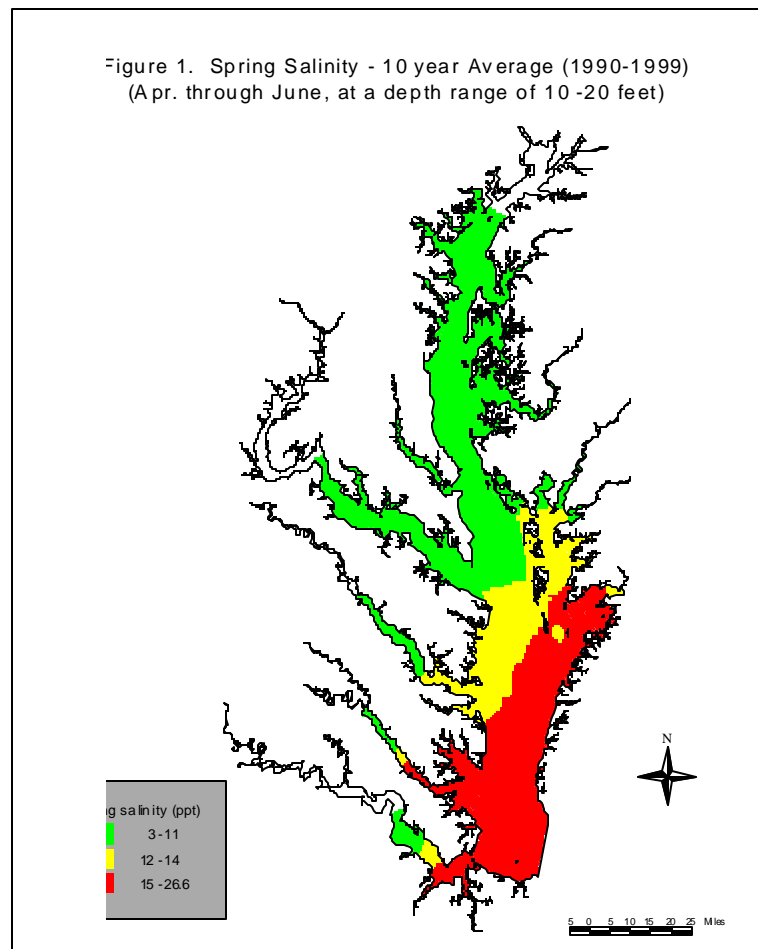 Figure 1. Spring Salinity - 10 year Average (1990-1999)
(Apr. through June, at a depth range of 10 -20 feet)
N
salinity (ppt)
3-11
12 -14
15 -26.6
5 0 5 10 15 20 25 Miles